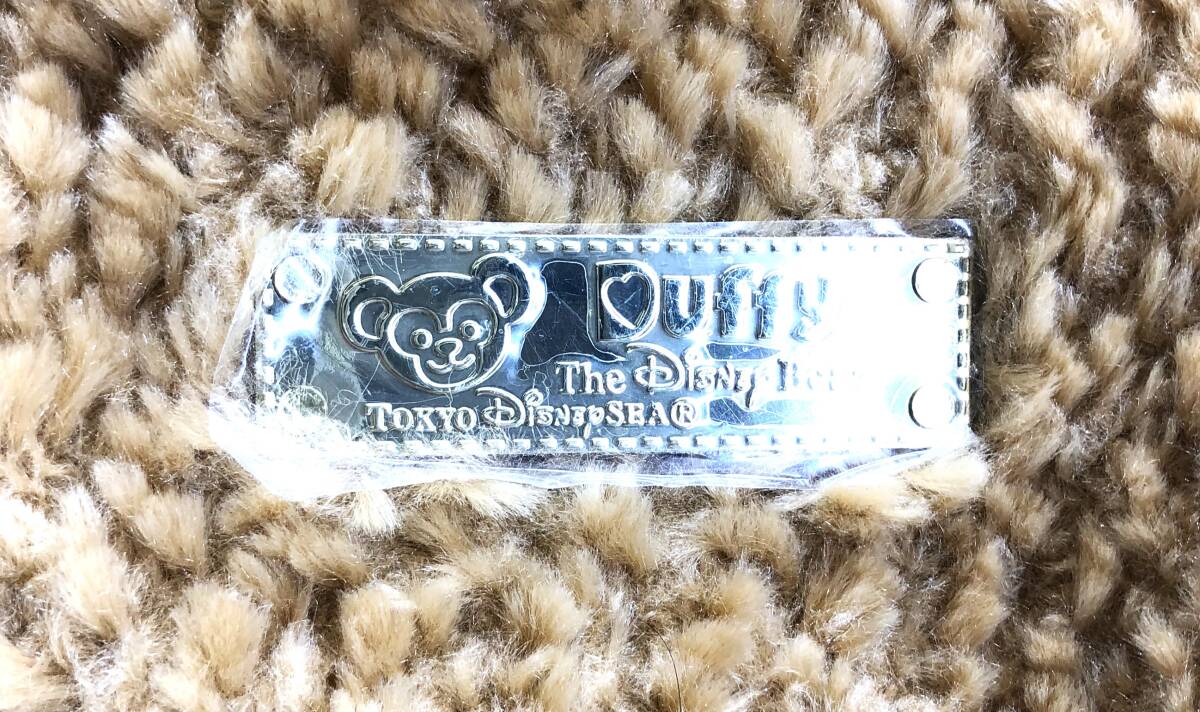 Duffy
The Disney Bear
TOKYO DISNEYSEA®